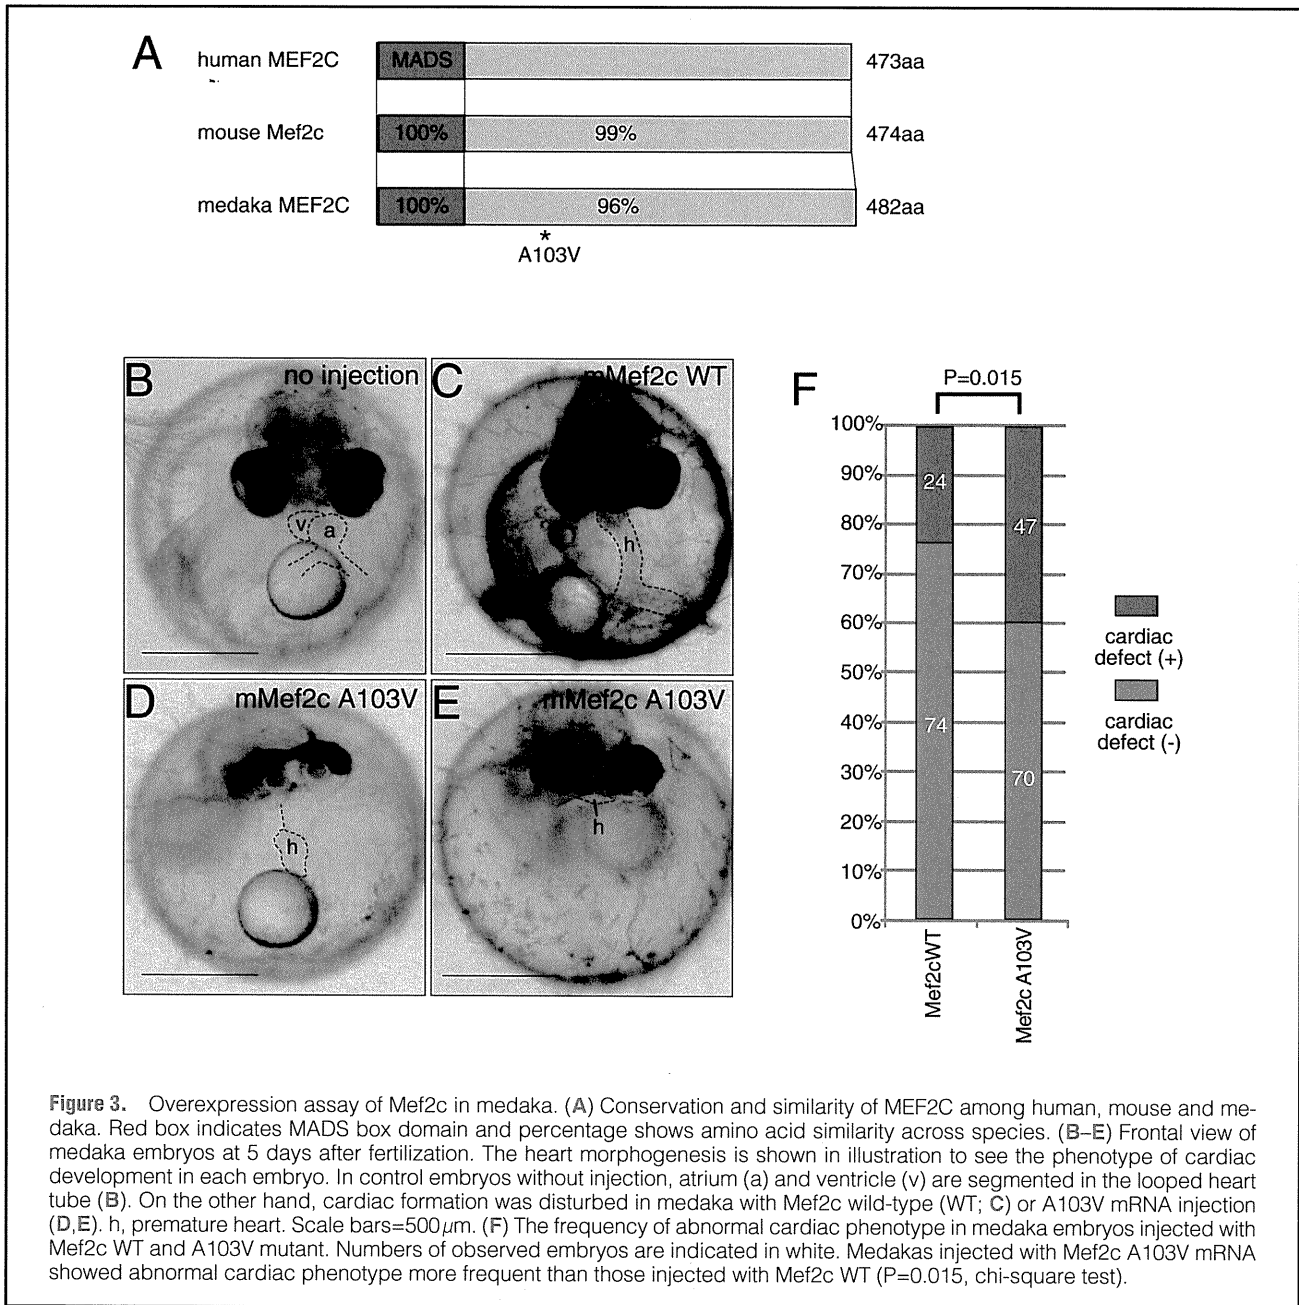 A
human MEF2C MADS 473aa
mouse Mef2c 100% 99% 474aa
medaka MEF2C 100% 96% 482aa
*
A103V
B no injection
v a
C mMef2c WT
h
D mMef2c A103V
h
E mMef2c A103V
h
F
P=0.015
100%
90%
80%
70%
60%
50%
40%
30%
20%
10%
0%
24
74
47
70
Mef2cWT
Mef2c A103V
cardiac
defect (+)
cardiac
defect (-)
Figure 3. Overexpression assay of Mef2c in medaka. (A) Conservation and similarity of MEF2C among human, mouse and me-
daka. Red box indicates MADS box domain and percentage shows amino acid similarity across species. (B–E) Frontal view of
medaka embryos at 5 days after fertilization. The heart morphogenesis is shown in illustration to see the phenotype of cardiac
development in each embryo. In control embryos without injection, atrium (a) and ventricle (v) are segmented in the looped heart
tube (B). On the other hand, cardiac formation was disturbed in medaka with Mef2c wild-type (WT; C) or A103V mRNA injection
(D,E). h, premature heart. Scale bars=500μm. (F) The frequency of abnormal cardiac phenotype in medaka embryos injected with
Mef2c WT and A103V mutant. Numbers of observed embryos are indicated in white. Medakas injected with Mef2c A103V mRNA
showed abnormal cardiac phenotype more frequent than those injected with Mef2c WT (P=0.015, chi-square test).